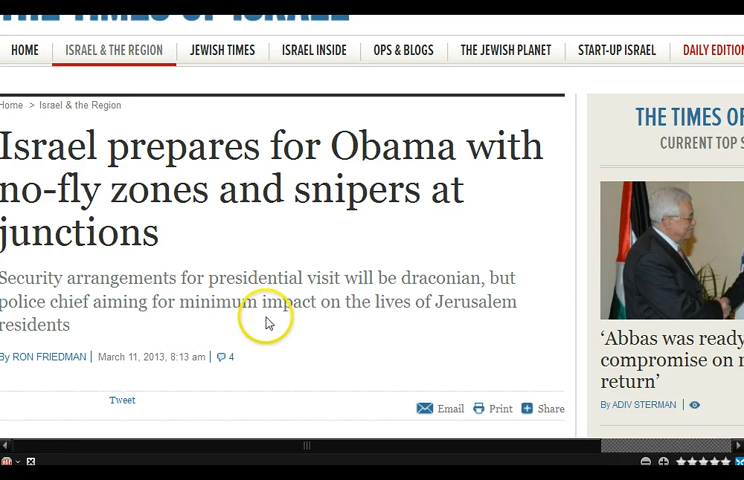 THE TIMES OF ISRAEL
HOME ISRAEL & THE REGION JEWISH TIMES ISRAEL INSIDE OPS & BLOGS THE JEWISH PLANET START-UP ISRAEL DAILY EDITION
Home > Israel & the Region
Israel prepares for Obama with
no-fly zones and snipers at
junctions
Security arrangements for presidential visit will be draconian, but
police chief aiming for minimum impact on the lives of Jerusalem
residents
By RON FRIEDMAN | March 11, 2013, 8:13 am | 4
Tweet
Email Print Share
THE TIMES OF
CURRENT TOP S
‘Abbas was ready
compromise on
return’
By ADIV STERMAN